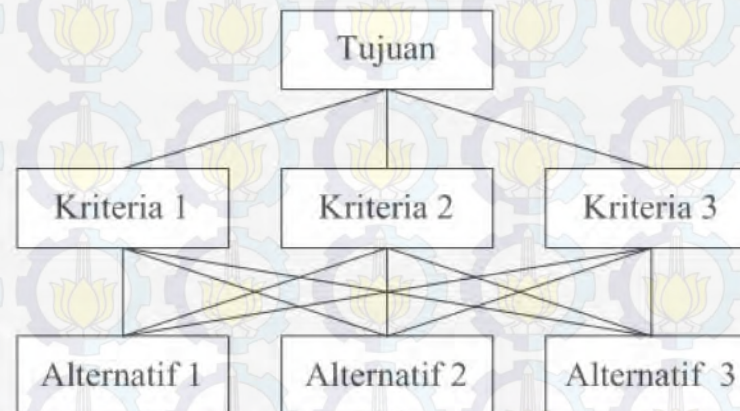 Tujuan
Kriteria 1 Kriteria 2 Kriteria 3
Alternatif 1 Alternatif 2 Alternatif 3